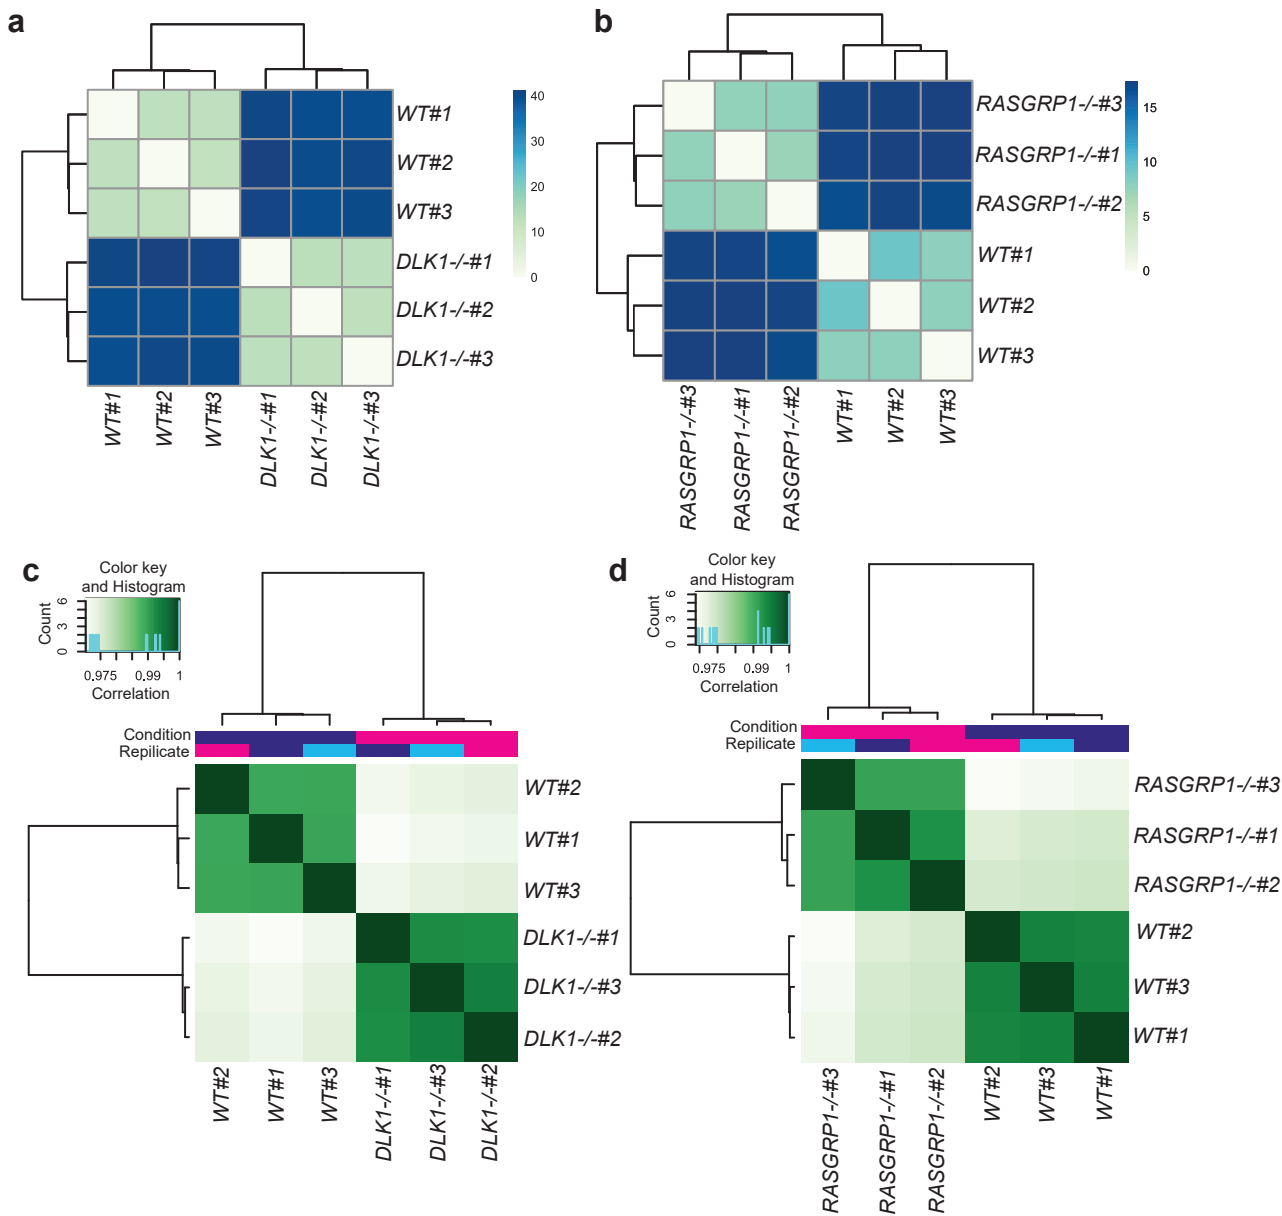 a
WT#1
WT#2
WT#3
DLK1-/-#1
DLK1-/-#2
DLK1-/-#3
40
30
20
10
0
WT#1
WT#2
WT#3
DLK1-/-#1
DLK1-/-#2
DLK1-/-#3
b
RASGRP1-/-#3
RASGRP1-/-#1
RASGRP1-/-#2
WT#1
WT#2
WT#3
15
10
5
0
RASGRP1-/-#3
RASGRP1-/-#1
RASGRP1-/-#2
WT#1
WT#2
WT#3
c
Color key
and Histogram
Count
6
3
0
0.975 0.99 1
Correlation
Condition
Repilicate
WT#2
WT#1
WT#3
DLK1-/-#1
DLK1-/-#3
DLK1-/-#2
WT#2
WT#1
WT#3
DLK1-/-#1
DLK1-/-#3
DLK1-/-#2
d
Color key
and Histogram
Count
6
3
0
0.975 0.99 1
Correlation
Condition
Repilicate
RASGRP1-/-#3
RASGRP1-/-#1
RASGRP1-/-#2
WT#2
WT#3
WT#1
RASGRP1-/-#3
RASGRP1-/-#1
RASGRP1-/-#2
WT#2
WT#3
WT#1